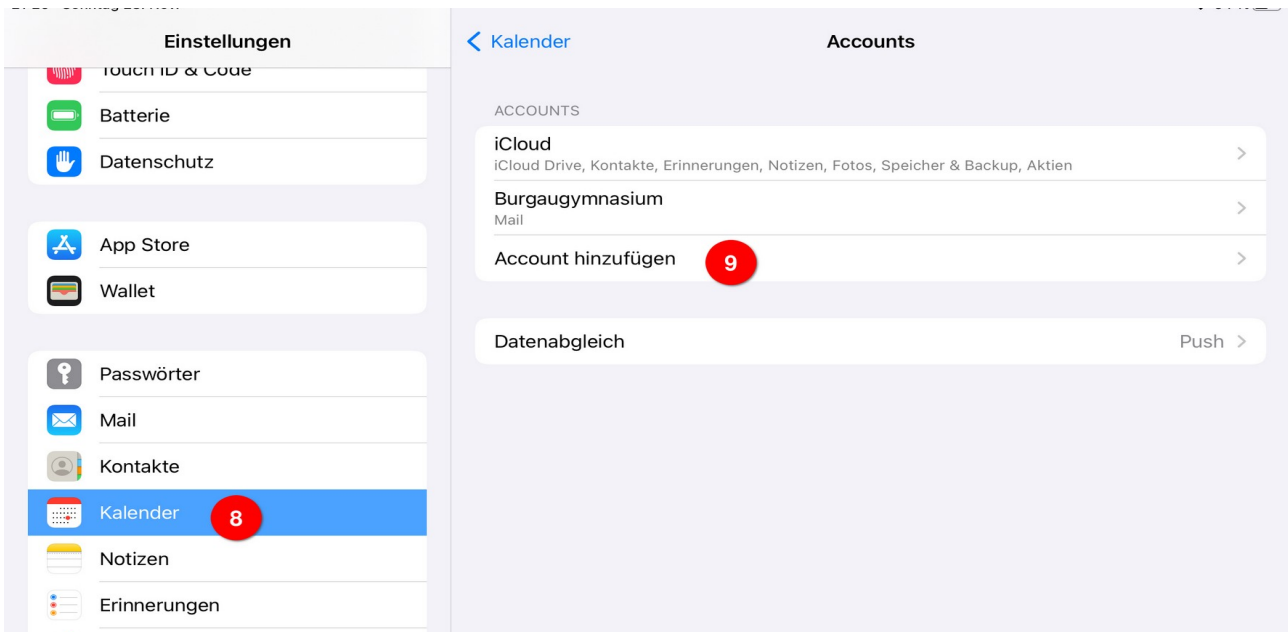 Einstellungen
Touch ID & Code
Batterie
Datenschutz
App Store
Wallet
Passwörter
Mail
Kontakte
Kalender 8
Notizen
Erinnerungen
Kalender Accounts
ACCOUNTS
iCloud
iCloud Drive, Kontakte, Erinnerungen, Notizen, Fotos, Speicher & Backup, Aktien
Burgaugymnasium
Mail
Account hinzufügen 9
Datenabgleich Push